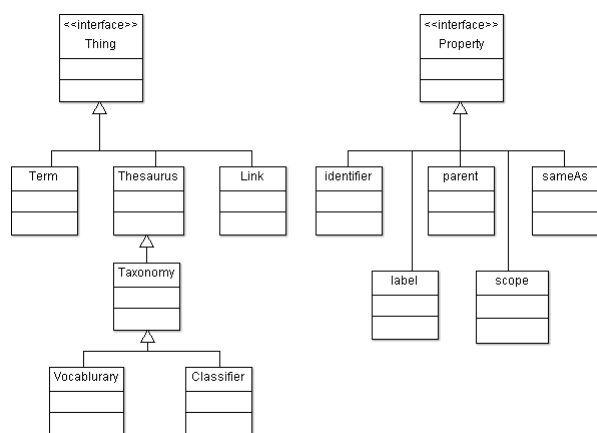 <<interface>>
Thing
<<interface>>
Property
Term
Thesaurus
Link
identifier
parent
sameAs
Taxonomy
label
scope
Vocablurary
Classifier